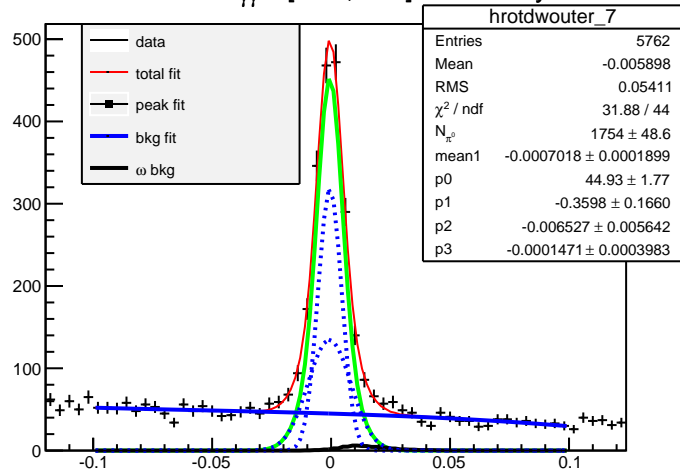 hrotdwouter_7
Entries 5762
Mean -0.005898
RMS 0.05411
χ² / ndf 31.88 / 44
N_π⁰ 1754 ± 48.6
mean1 -0.0007018 ± 0.0001899
p0 44.93 ± 1.77
p1 -0.3598 ± 0.1660
p2 -0.006527 ± 0.005642
p3 -0.0001471 ± 0.0003983
data
total fit
peak fit
bkg fit
ω bkg
500
400
300
200
100
0
-0.1 -0.05 0 0.05 0.1